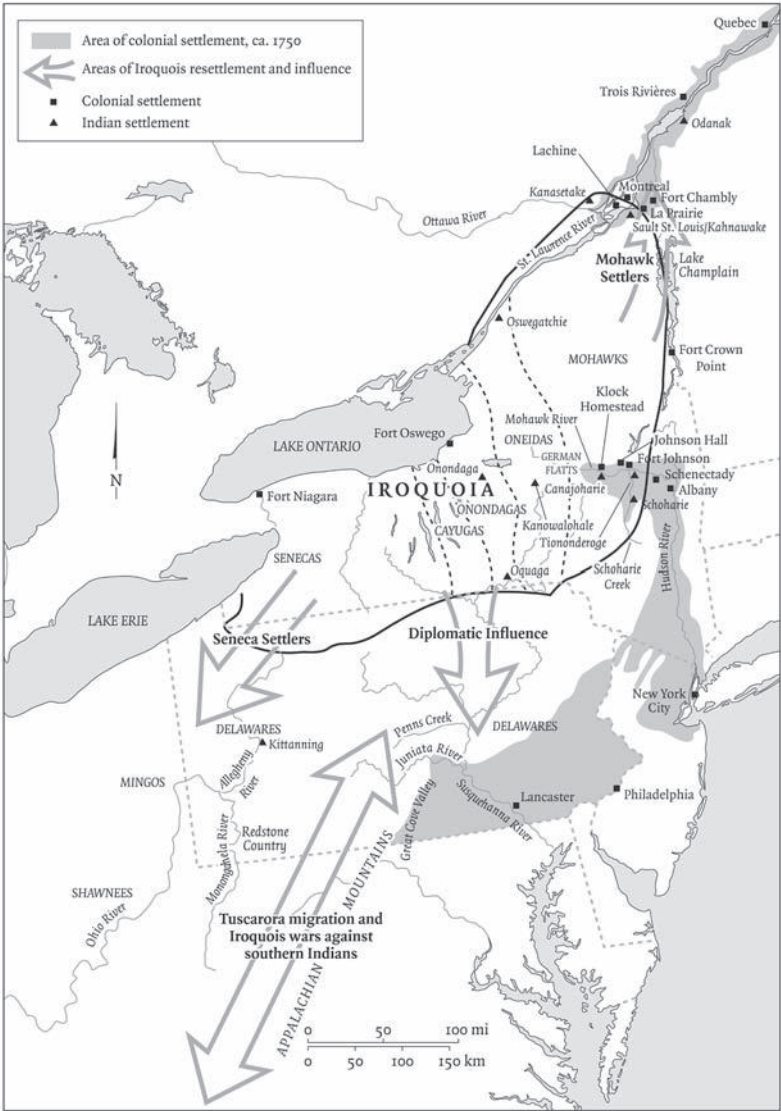 Area of colonial settlement, ca. 1750
Areas of Iroquois resettlement and influence
Colonial settlement
Indian settlement
Quebec
Trois Rivières
Odanak
Lachine
Montreal
Kanasetake
Fort Chambly
La Prairie
Sault St. Louis/Kahnawake
Ottawa River
St. Lawrence River
Mohawk
Settlers
Lake
Champlain
Oswegatchie
MOHAWKS
Fort Crown
Point
Klock
Homestead
Mohawk River
Johnson Hall
Fort Oswego
ONEIDAS
Fort Johnson
LAKE ONTARIO
GERMAN
FLATTS
Schenectady
Onondaga
Albany
N
IROQUOIA
Canajoharie
Schoharie
Fort Niagara
ONONDAGAS
Kanowalohale
CAYUGAS
Tionondoroge
Hudson River
SENECAS
Oquaga
Schoharie
Creek
LAKE ERIE
Seneca Settlers
Diplomatic Influence
New York
City
DELAWARES
Penns Creek
DELAWARES
Kittanning
Juniata River
Allegheny
River
MINGOS
Great Cove Valley
Susquehanna River
Lancaster
Philadelphia
Monongahela River
Redstone
Country
SHAWNEES
Ohio River
APPALACHIAN MOUNTAINS
Tuscarora migration and
Iroquois wars against
southern Indians
0 50 100 mi
0 50 100 150 km